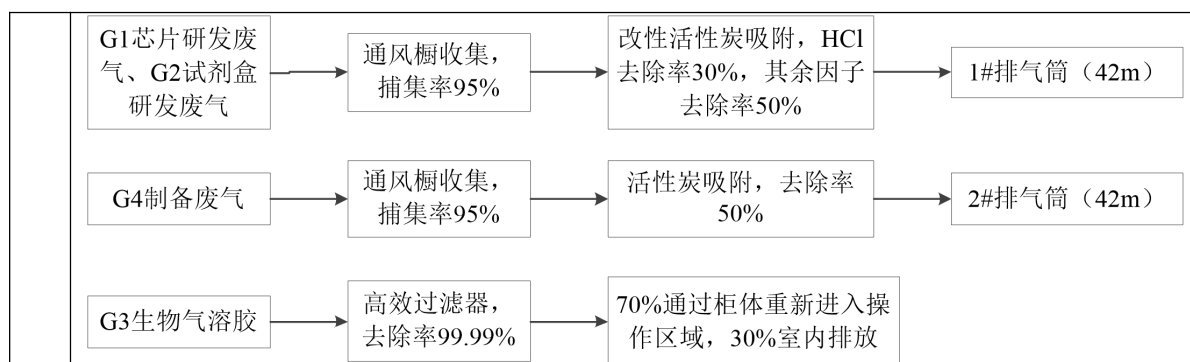 G1芯片研发废
气、G2试剂盒
研发废气
通风橱收集，
捕集率95%
改性活性炭吸附，HCl
去除率30%，其余因子
去除率50%
1#排气筒（42m）
G4制备废气
通风橱收集，
捕集率95%
活性炭吸附，去除率
50%
2#排气筒（42m）
G3生物气溶胶
高效过滤器，
去除率99.99%
70%通过柜体重新进入操
作区域，30%室内排放